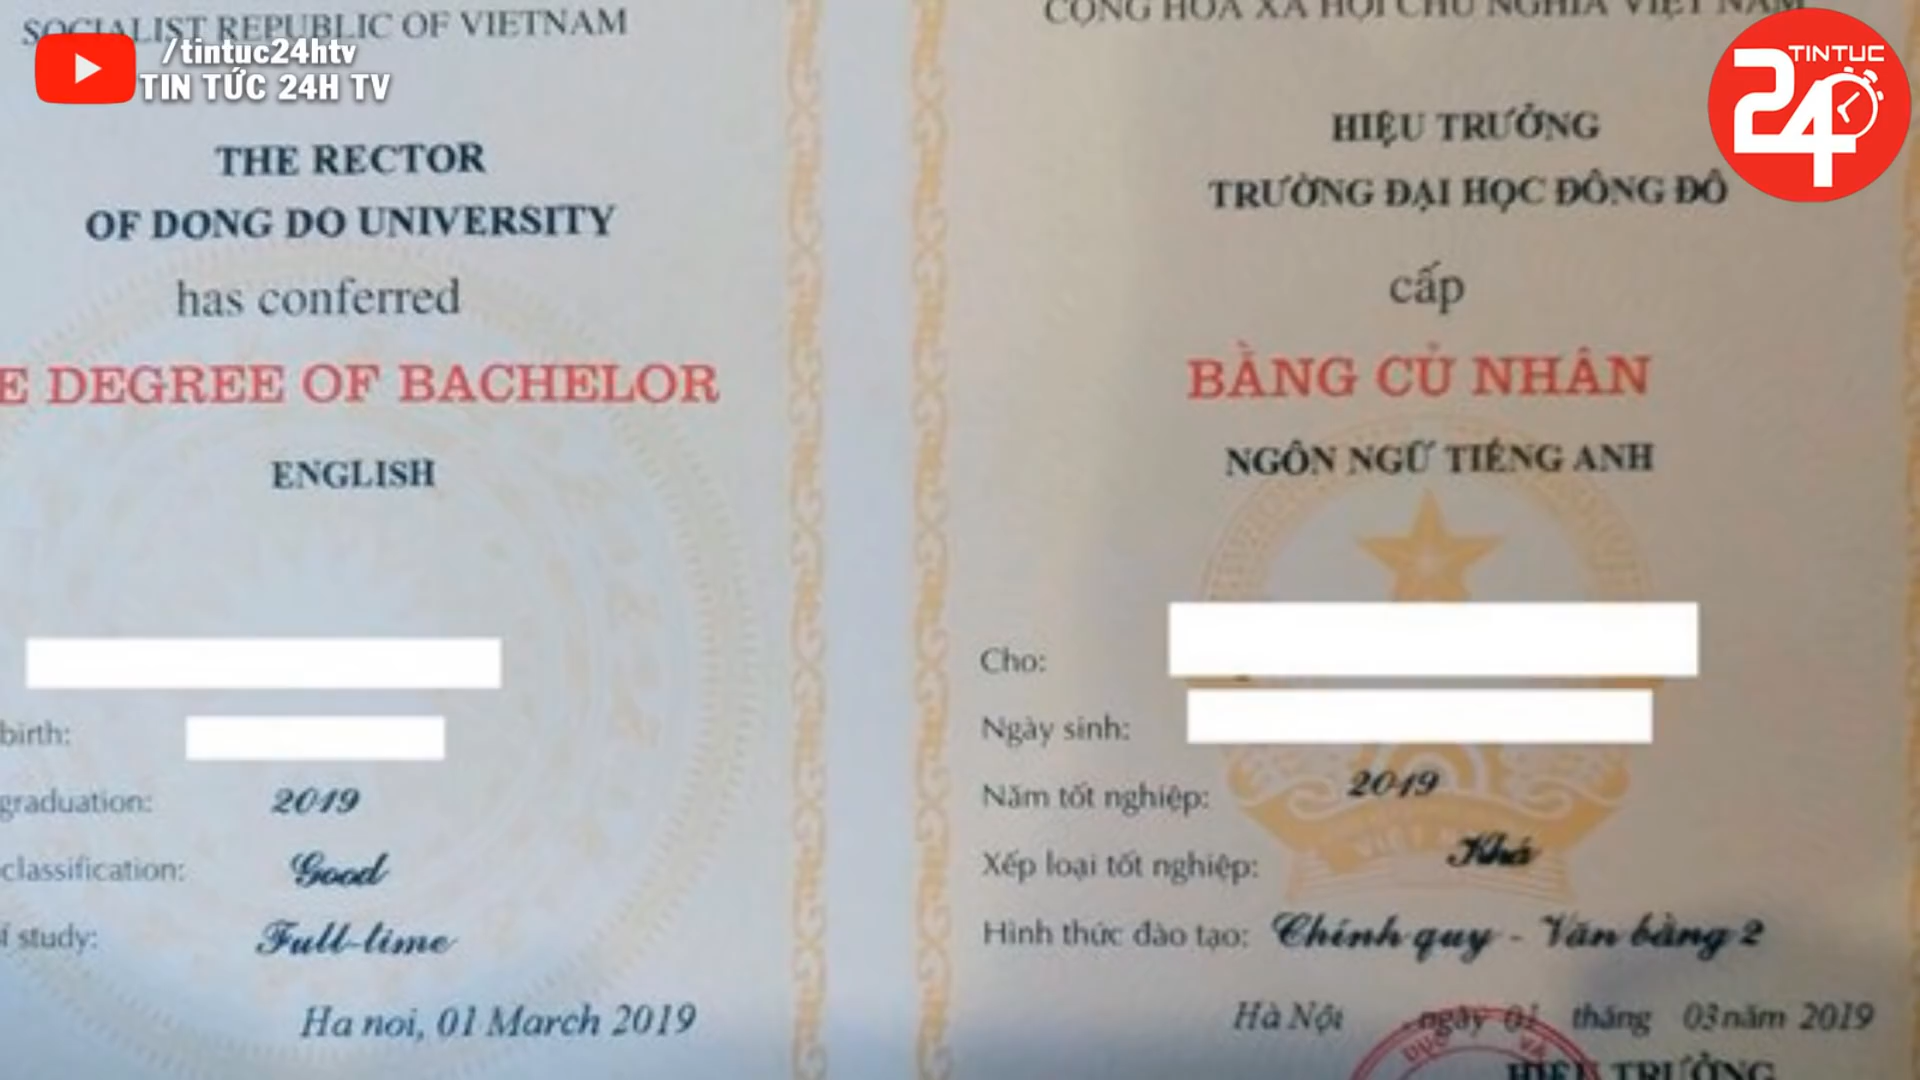 SOCIALIST REPUBLIC OF VIETNAM
/tintuc24htv
TIN TỨC 24H TV
THE RECTOR
OF DONG DO UNIVERSITY
has conferred
E DEGREE OF BACHELOR
ENGLISH
birth:
graduation: 2019
classification: Good
study: Full-time
Ha noi, 01 March 2019
CỘNG HÒA XÃ HỘI CHỦ NGHĨA VIỆT NAM
TINTUC
24
HIỆU TRƯỞNG
TRƯỜNG ĐẠI HỌC ĐÔNG ĐÔ
cấp
BẰNG CỬ NHÂN
NGÔN NGỮ TIẾNG ANH
Cho:
Ngày sinh:
Năm tốt nghiệp: 2019
Xếp loại tốt nghiệp: Khá
Hình thức đào tạo: Chính quy - Văn bằng 2
Hà Nội ngày 01 tháng 03 năm 2019
DỤC VÀ
HIỆU TRƯỞNG